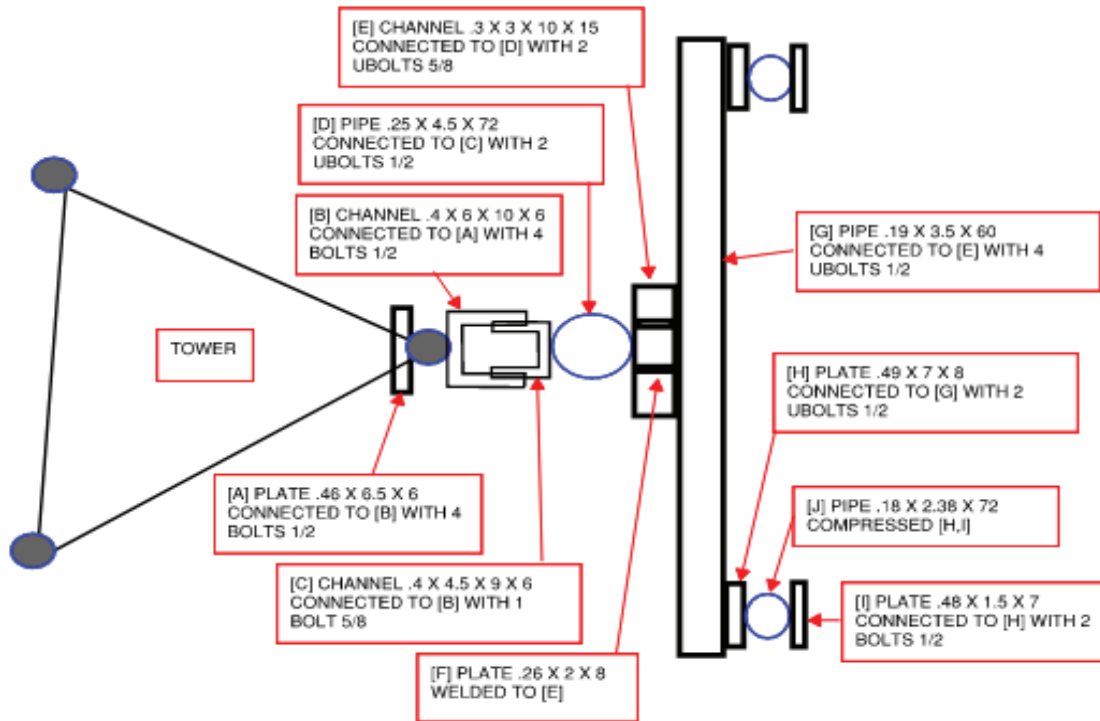 [E] CHANNEL .3 X 3 X 10 X 15
CONNECTED TO [D] WITH 2
UBOLTS 5/8
[D] PIPE .25 X 4.5 X 72
CONNECTED TO [C] WITH 2
UBOLTS 1/2
[B] CHANNEL .4 X 6 X 10 X 6
CONNECTED TO [A] WITH 4
BOLTS 1/2
[G] PIPE .19 X 3.5 X 60
CONNECTED TO [E] WITH 4
UBOLTS 1/2
TOWER
[H] PLATE .49 X 7 X 8
CONNECTED TO [G] WITH 2
UBOLTS 1/2
[A] PLATE .46 X 6.5 X 6
CONNECTED TO [B] WITH 4
BOLTS 1/2
[J] PIPE .18 X 2.38 X 72
COMPRESSED [H,I]
[C] CHANNEL .4 X 4.5 X 9 X 6
CONNECTED TO [B] WITH 1
BOLT 5/8
[I] PLATE .48 X 1.5 X 7
CONNECTED TO [H] WITH 2
BOLTS 1/2
[F] PLATE .26 X 2 X 8
WELDED TO [E]